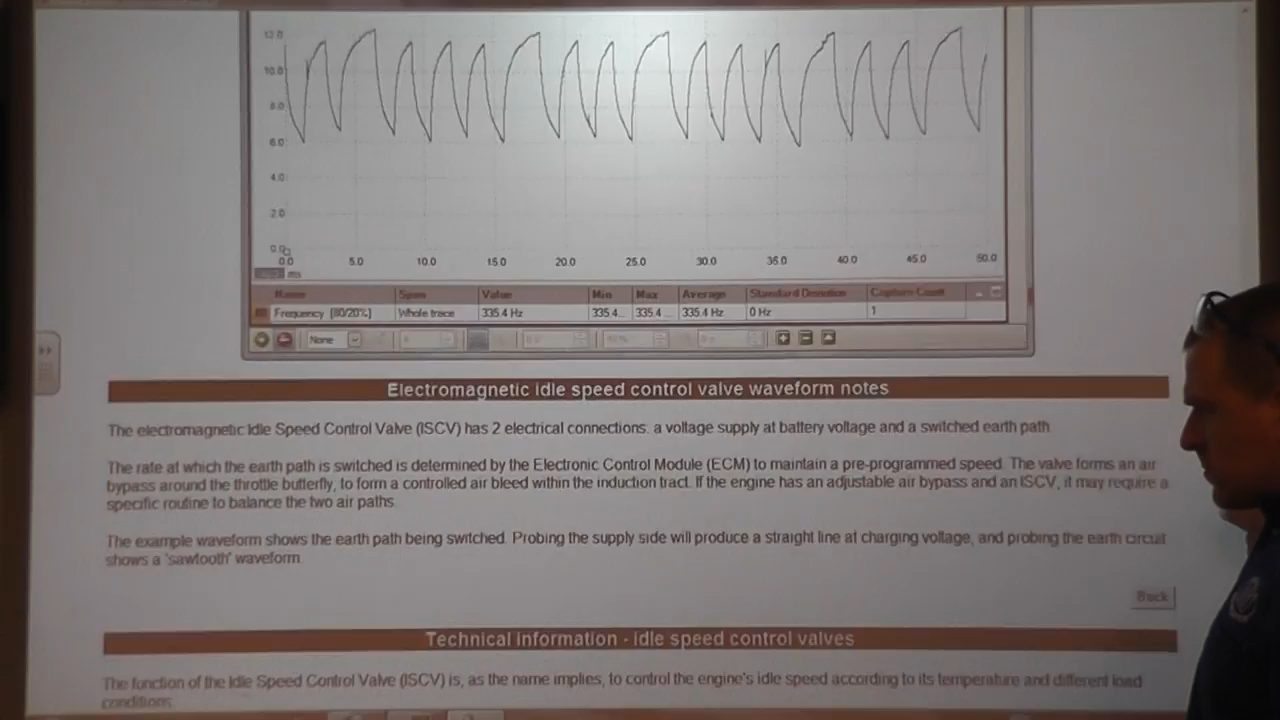 12.0
10.0
8.0
6.0
4.0
2.0
0.0
0.0 5.0 10.0 15.0 20.0 25.0 30.0 35.0 40.0 45.0 50.0
ms
Name Span Value Min Max Average Standard Deviation Capture Count
Frequency [80/20%] Whole trace 335.4 Hz 335.4... 335.4... 335.4 Hz 0 Hz 1
None
Electromagnetic idle speed control valve waveform notes
The electromagnetic Idle Speed Control Valve (ISCV) has 2 electrical connections: a voltage supply at battery voltage and a switched earth path.
The rate at which the earth path is switched is determined by the Electronic Control Module (ECM) to maintain a pre-programmed speed. The valve forms an air
bypass around the throttle butterfly, to form a controlled air bleed within the induction tract. If the engine has an adjustable air bypass and an ISCV, it may require a
specific routine to balance the two air paths.
The example waveform shows the earth path being switched. Probing the supply side will produce a straight line at charging voltage, and probing the earth circuit
shows a 'sawtooth' waveform.
Back
Technical information - idle speed control valves
The function of the Idle Speed Control Valve (ISCV) is, as the name implies, to control the engine's idle speed according to its temperature and different load
conditions.